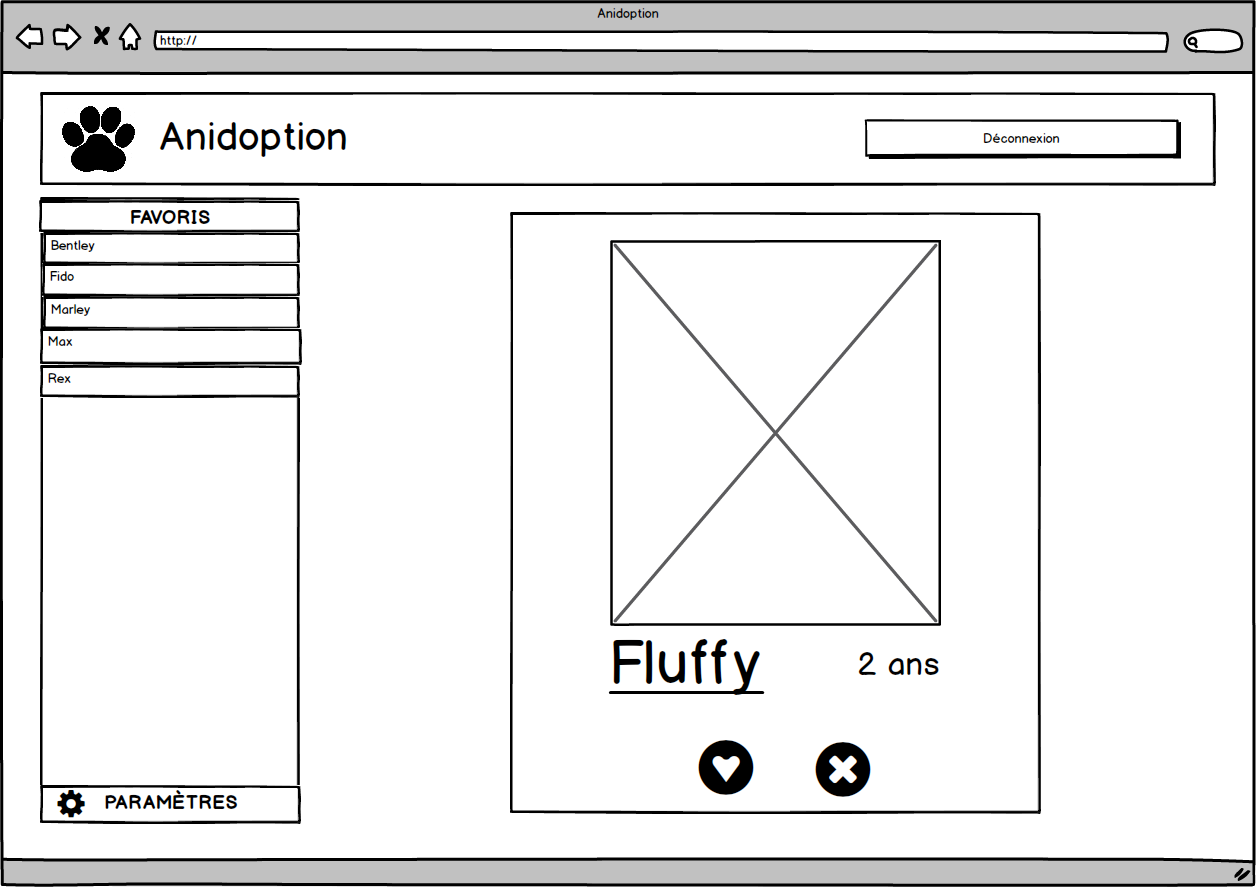 Anidoption
http://
Anidoption
Déconnexion
FAVORIS
Bentley
Fido
Marley
Max
Rex
Fluffy
2 ans
PARAMÈTRES